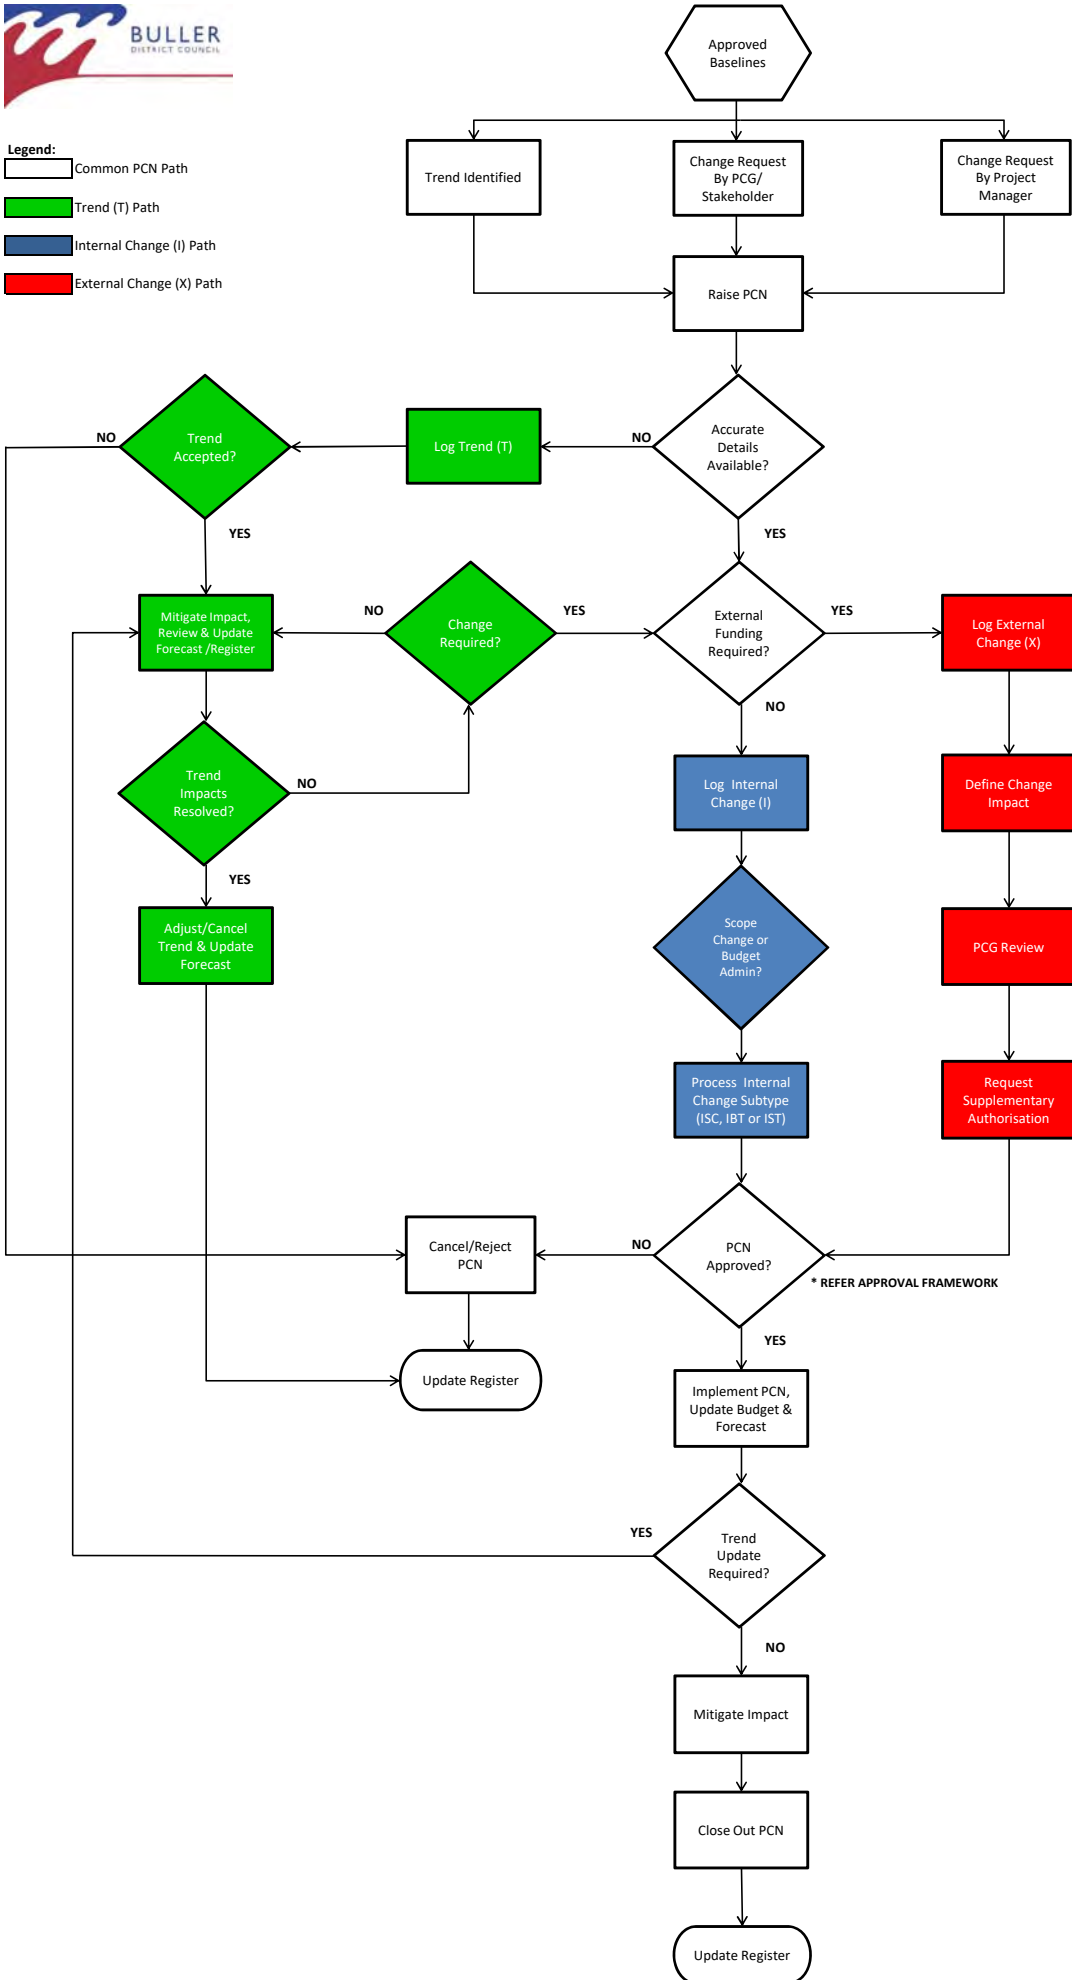 BULLER
DISTRICT COUNCIL
Approved
Baselines
Legend:
Common PCN Path
Trend (T) Path
Internal Change (I) Path
External Change (X) Path
Trend Identified
Change Request
By PCG/
Stakeholder
Change Request
By Project
Manager
Raise PCN
NO
Trend
Accepted?
Log Trend (T)
NO
Accurate
Details
Available?
YES
YES
Mitigate Impact,
Review & Update
Forecast /Register
NO
Change
Required?
YES
External
Funding
Required?
YES
Log External
Change (X)
NO
Trend
Impacts
Resolved?
NO
Log  Internal
Change (I)
Define Change
Impact
YES
Adjust/Cancel
Trend & Update
Forecast
Scope
Change or
Budget
Admin?
PCG Review
Process  Internal
Change Subtype
(ISC, IBT or IST)
Request
Supplementary
Authorisation
Cancel/Reject
PCN
NO
PCN
Approved?
* REFER APPROVAL FRAMEWORK
YES
Update Register
Implement PCN,
Update Budget &
Forecast
YES
Trend
Update
Required?
NO
Mitigate Impact
Close Out PCN
Update Register